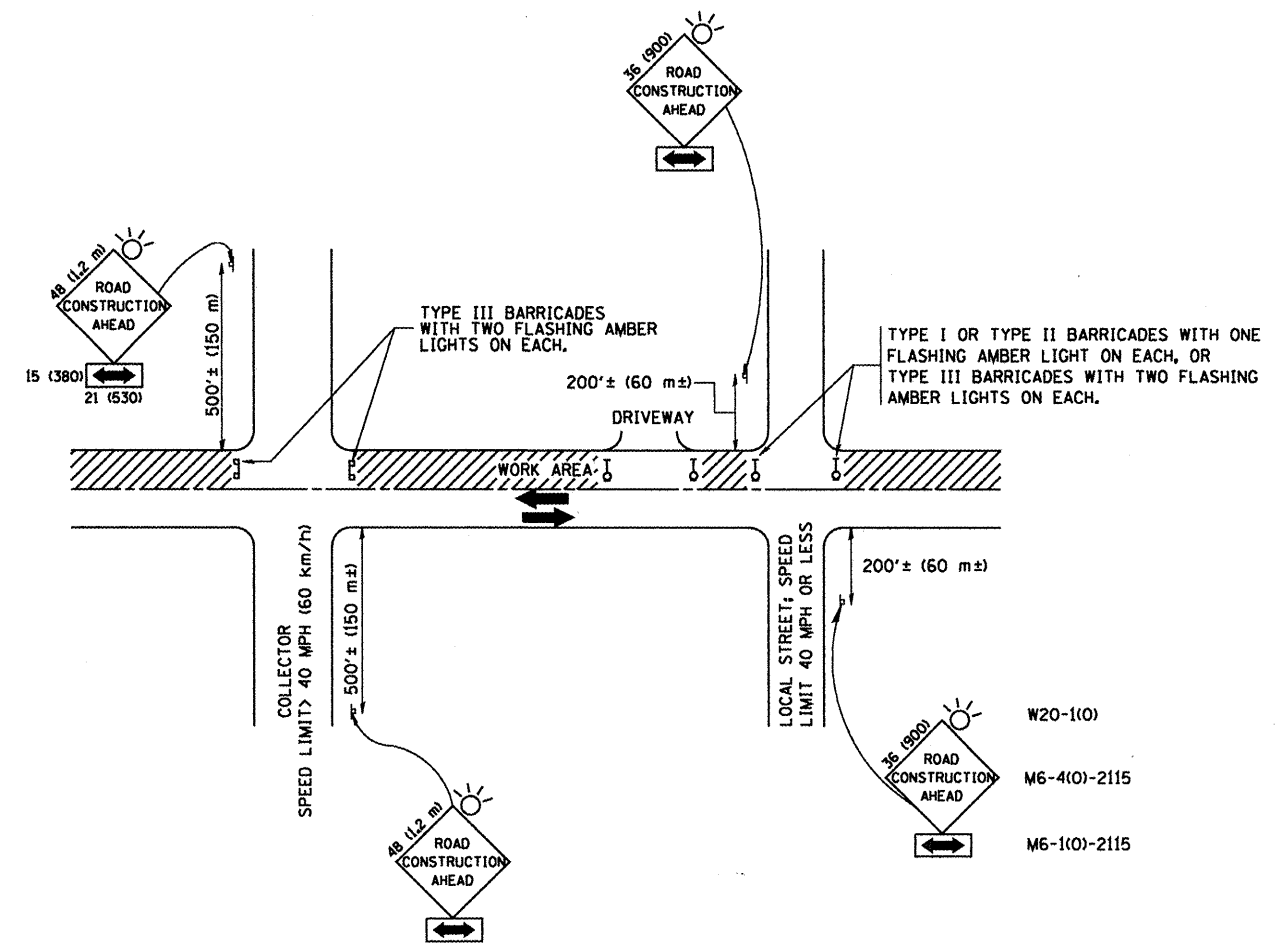 36 (900)
ROAD
CONSTRUCTION
AHEAD
48 (1.2 m)
ROAD
CONSTRUCTION
AHEAD
15 (380)
21 (530)
500'± (150 m)
TYPE III BARRICADES
WITH TWO FLASHING AMBER
LIGHTS ON EACH.
200'± (60 m±)
DRIVEWAY
TYPE I OR TYPE II BARRICADES WITH ONE
FLASHING AMBER LIGHT ON EACH, OR
TYPE III BARRICADES WITH TWO FLASHING
AMBER LIGHTS ON EACH.
WORK AREA
COLLECTOR
SPEED LIMIT> 40 MPH (60 km/h)
500'± (150 m±)
LOCAL STREET; SPEED
LIMIT 40 MPH OR LESS
200'± (60 m±)
48 (1.2 m)
ROAD
CONSTRUCTION
AHEAD
36 (900)
ROAD
CONSTRUCTION
AHEAD
W20-1(O)
M6-4(O)-2115
M6-1(O)-2115